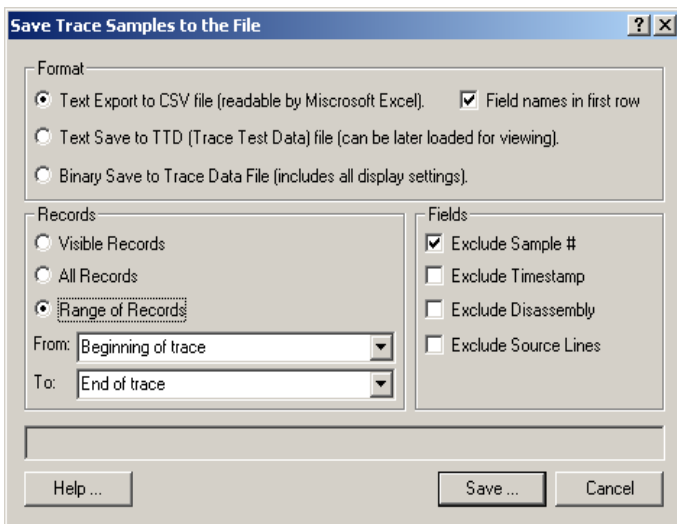 Save Trace Samples to the File
Format
Text Export to CSV file (readable by Miscrosoft Excel). Field names in first row
Text Save to TTD (Trace Test Data) file (can be later loaded for viewing).
Binary Save to Trace Data File (includes all display settings).
Records
Visible Records
All Records
Range of Records
From: Beginning of trace
To: End of trace
Fields
Exclude Sample #
Exclude Timestamp
Exclude Disassembly
Exclude Source Lines
Help ... Save ... Cancel